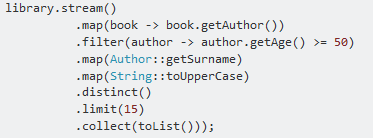 library.stream()
.map(book -> book.getAuthor())
.filter(author -> author.getAge() >= 50)
.map(Author::getSurname)
.map(String::toUpperCase)
.distinct()
.limit(15)
.collect(toList()));